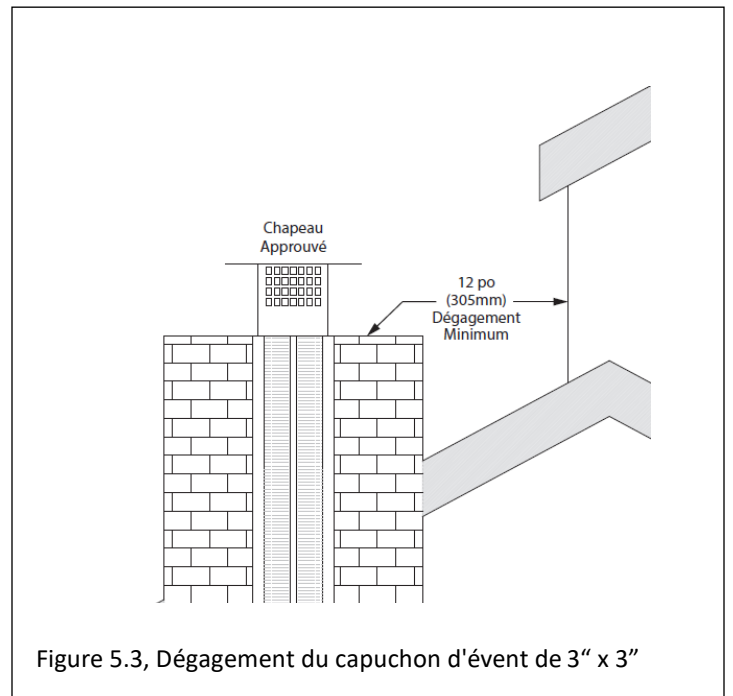 Chapeau
Approuvé
12 po
(305mm)
Dégagement
Minimum
Figure 5.3, Dégagement du capuchon d'évent de 3“ x 3”